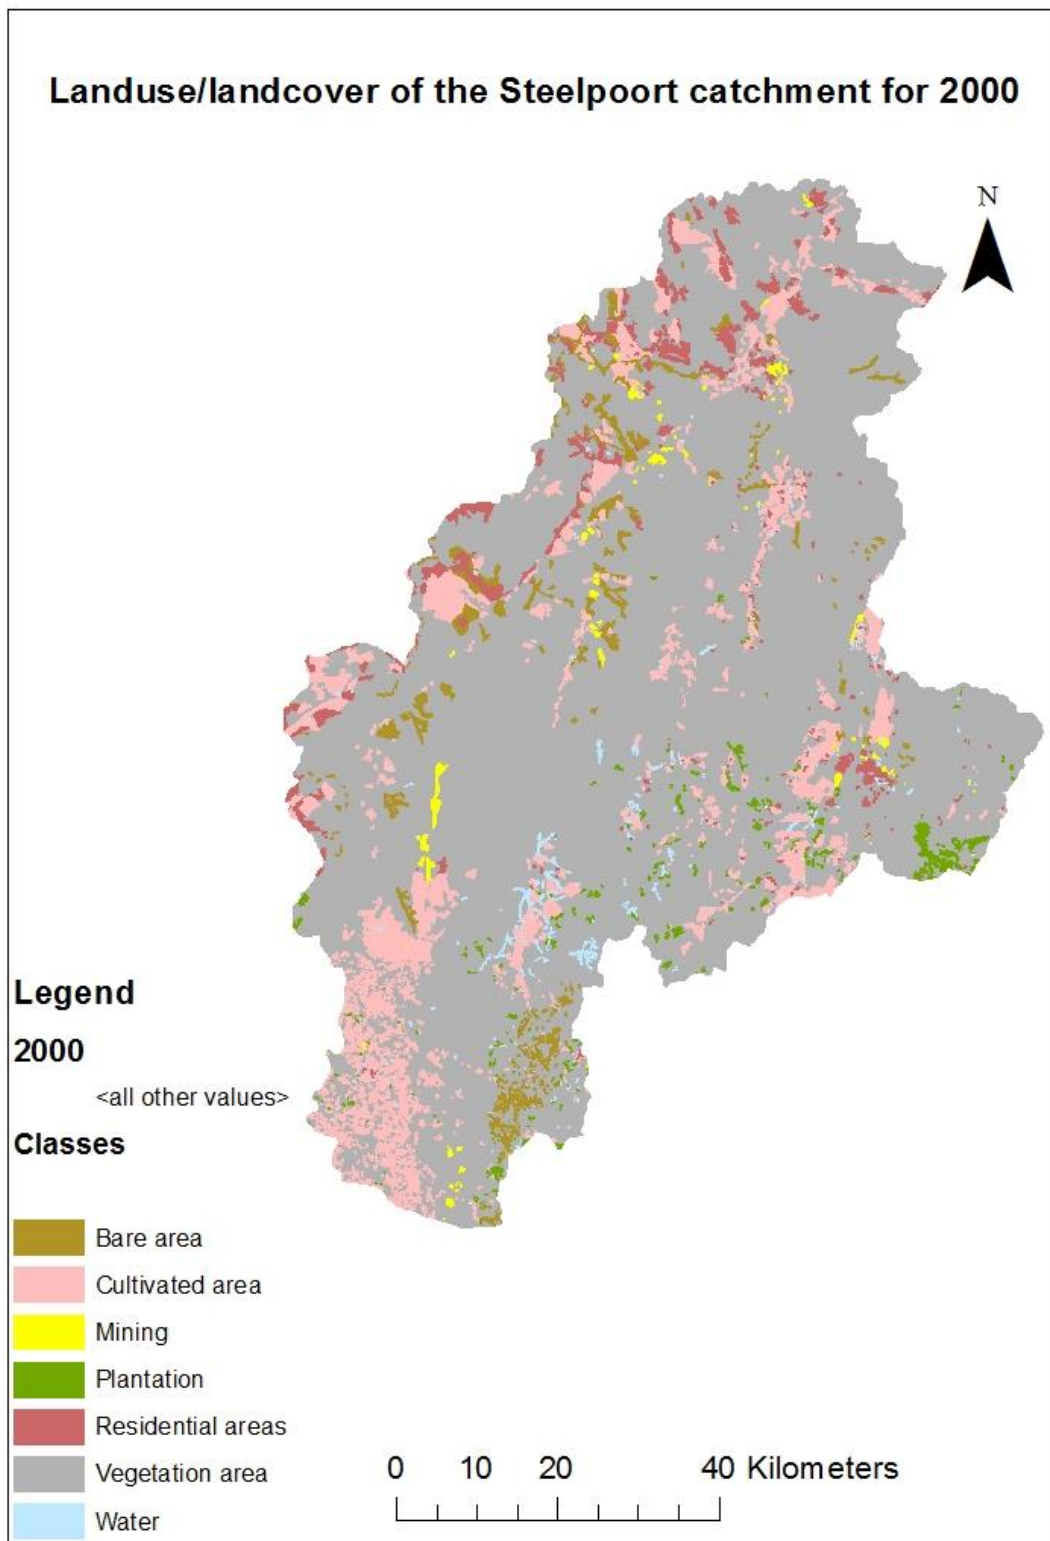 Landuse/landcover of the Steelpoort catchment for 2000
N
Legend
2000
<all other values>
Classes
Bare area
Cultivated area
Mining
Plantation
Residential areas
Vegetation area
Water
0 10 20 40 Kilometers